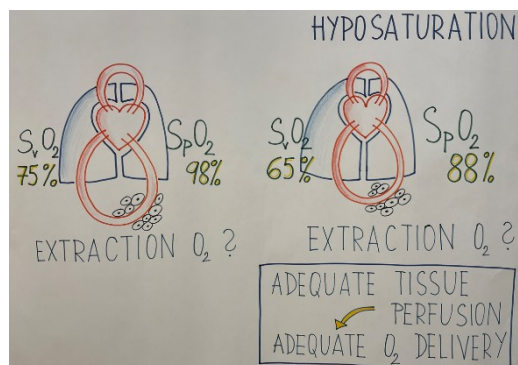 HYPOSATURATION
SvO2
75%
SpO2
98%
EXTRACTION O2 ?
SvO2
65%
SpO2
88%
EXTRACTION O2 ?
ADEQUATE TISSUE
PERFUSION
ADEQUATE O2 DELIVERY